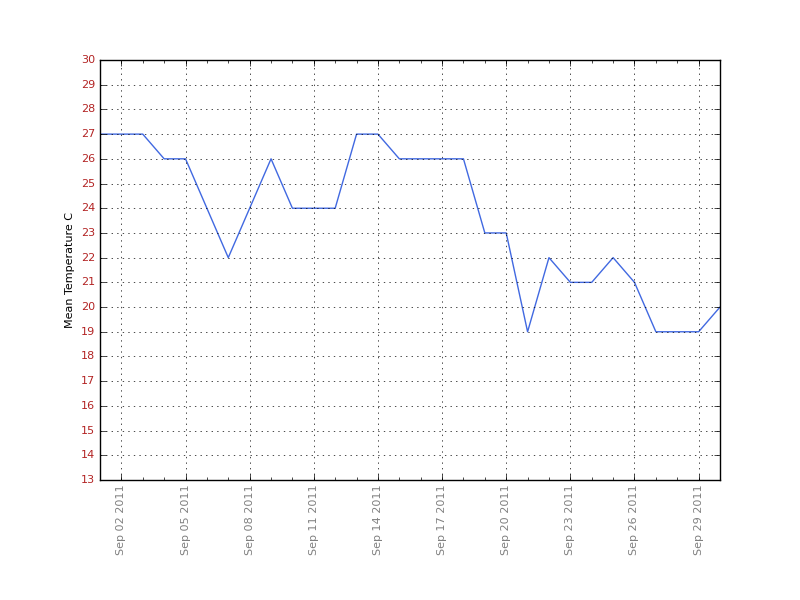 30
29
28
27
26
25
24
23
22
21
20
19
18
17
16
15
14
13
Mean Temperature C
Sep 02 2011
Sep 05 2011
Sep 08 2011
Sep 11 2011
Sep 14 2011
Sep 17 2011
Sep 20 2011
Sep 23 2011
Sep 26 2011
Sep 29 2011